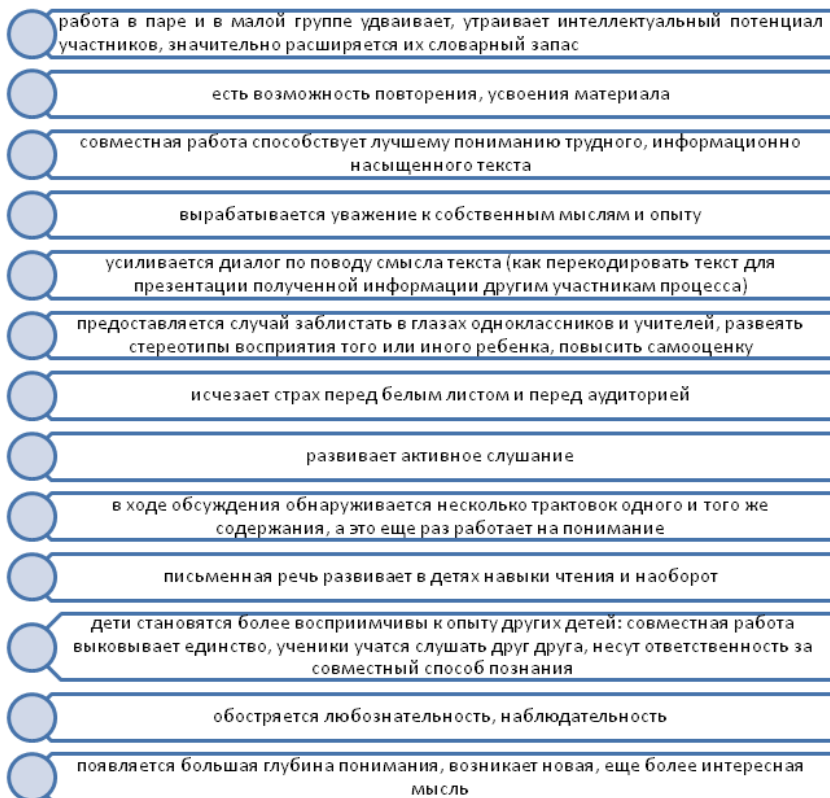 работа в паре и в малой группе удваивает, утраивает интеллектуальный потенциал
участников, значительно расширяется их словарный запас
есть возможность повторения, усвоения материала
совместная работа способствует лучшему пониманию трудного, информационно
насыщенного текста
вырабатывается уважение к собственным мыслям и опыту
усиливается диалог по поводу смысла текста (как перекодировать текст для
презентации полученной информации другим участникам процесса)
предоставляется случай заблистать в глазах одноклассников и учителей, развеять
стереотипы восприятия того или иного ребенка, повысить самооценку
исчезает страх перед белым листом и перед аудиторией
развивает активное слушание
в ходе обсуждения обнаруживается несколько трактовок одного и того же
содержания, а это еще раз работает на понимание
письменная речь развивает в детях навыки чтения и наоборот
дети становятся более восприимчивы к опыту других детей: совместная работа
выковывает единство, ученики учатся слушать друг друга, несут ответственность за
совместный способ познания
обостряется любознательность, наблюдательность
появляется большая глубина понимания, возникает новая, еще более интересная
мысль